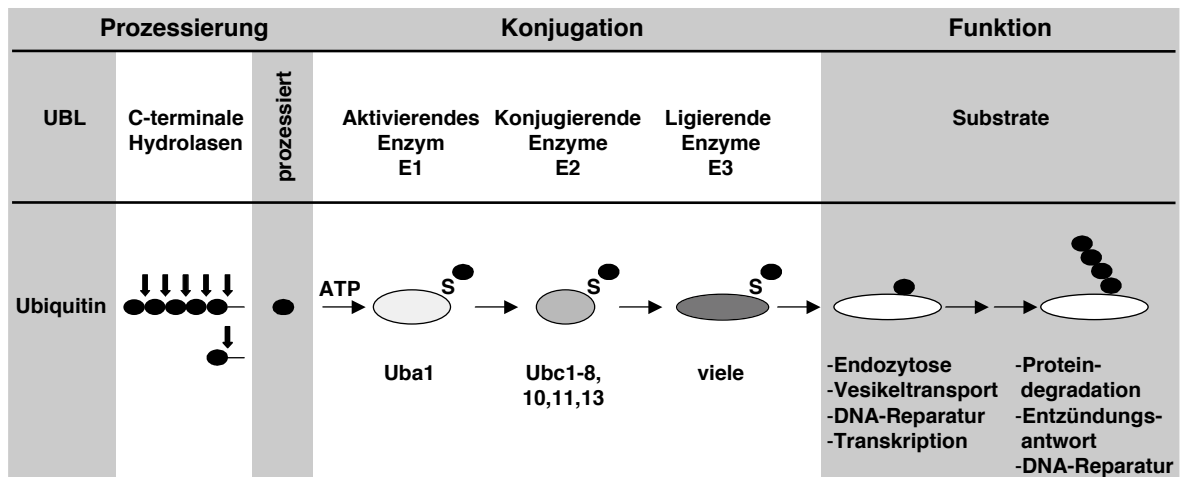 Prozessierung Konjugation Funktion
UBL
C-terminale
Hydrolasen
prozessiert
Aktivierendes
Enzym
E1
Konjugierende
Enzyme
E2
Ligierende
Enzyme
E3
Substrate
Ubiquitin
ATP
S
S
S
Uba1
Ubc1-8,
10,11,13
viele
-Endozytose
-Vesikeltransport
-DNA-Reparatur
-Transkription
-Protein-
degradation
-Entzündungs-
antwort
-DNA-Reparatur